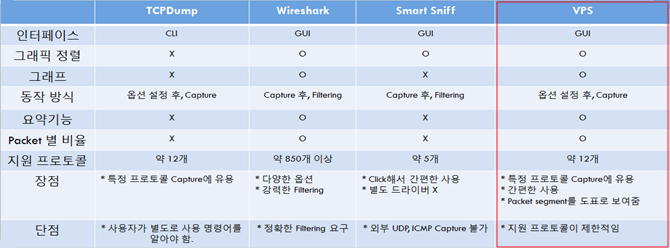 TCPDump Wireshark Smart Sniff VPS
인터페이스 CLI GUI GUI GUI
그래픽 정렬 X O O O
그래프 X O X O
동작 방식 옵션 설정 후, Capture Capture 후, Filtering Capture 후, Filtering 옵션 설정 후, Capture
요약기능 X O X O
Packet 별 비율 X O X O
지원 프로토콜 약 12개 약 850개 이상 약 5개 약 12개
장점 * 특정 프로토콜 Capture에 유용 * 다양한 옵션 * Click해서 간편한 사용 * 특정 프로토콜 Capture에 유용
* 강력한 Filtering * 별도 드라이버 X * 간편한 사용
* Packet segment를 도표로 보여줌
단점 * 사용자가 별도로 사용 명령어를 * 정확한 Filtering 요구 * 외부 UDP, ICMP Capture 불가 * 지원 프로토콜이 제한적임
알아야 함.